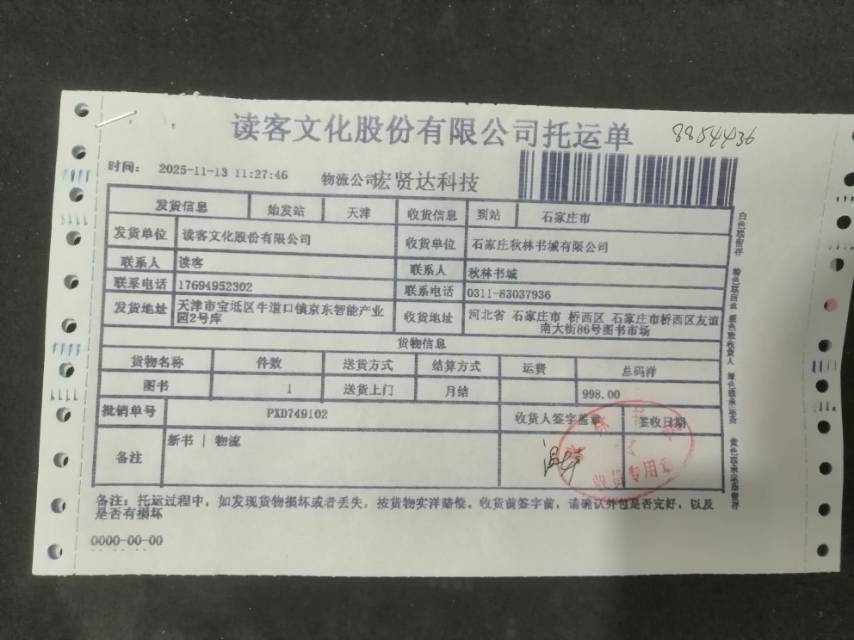 读客文化股份有限公司托运单
8854436
时间: 2025-11-13 11:27:46 物流公司宏贤达科技
发货信息 始发站 天津 收货信息 到站 石家庄市
发货单位 读客文化股份有限公司 收货单位 石家庄秋林书城有限公司
联系人 读客 联系人 秋林书城
联系电话 17694952302 联系电话 0311-83037936
发货地址 天津市宝坻区牛道口镇京东智能产业园2号库 收货地址 河北省 石家庄市 桥西区 石家庄市桥西区友谊南大街86号图书市场
货物信息
货物名称 件数 送货方式 结算方式 运费 总码洋
图书 1 送货上门 月结 998.00
批销单号 PXD749102 收货人签字盖章 签收日期
备注 新书 | 物流
收货专用章
备注: 托运过程中, 如发现货物损坏或者丢失, 按货物实洋赔偿。收货前签字前, 请确认外包是否完好, 以及
是否有损坏
0000-00-00